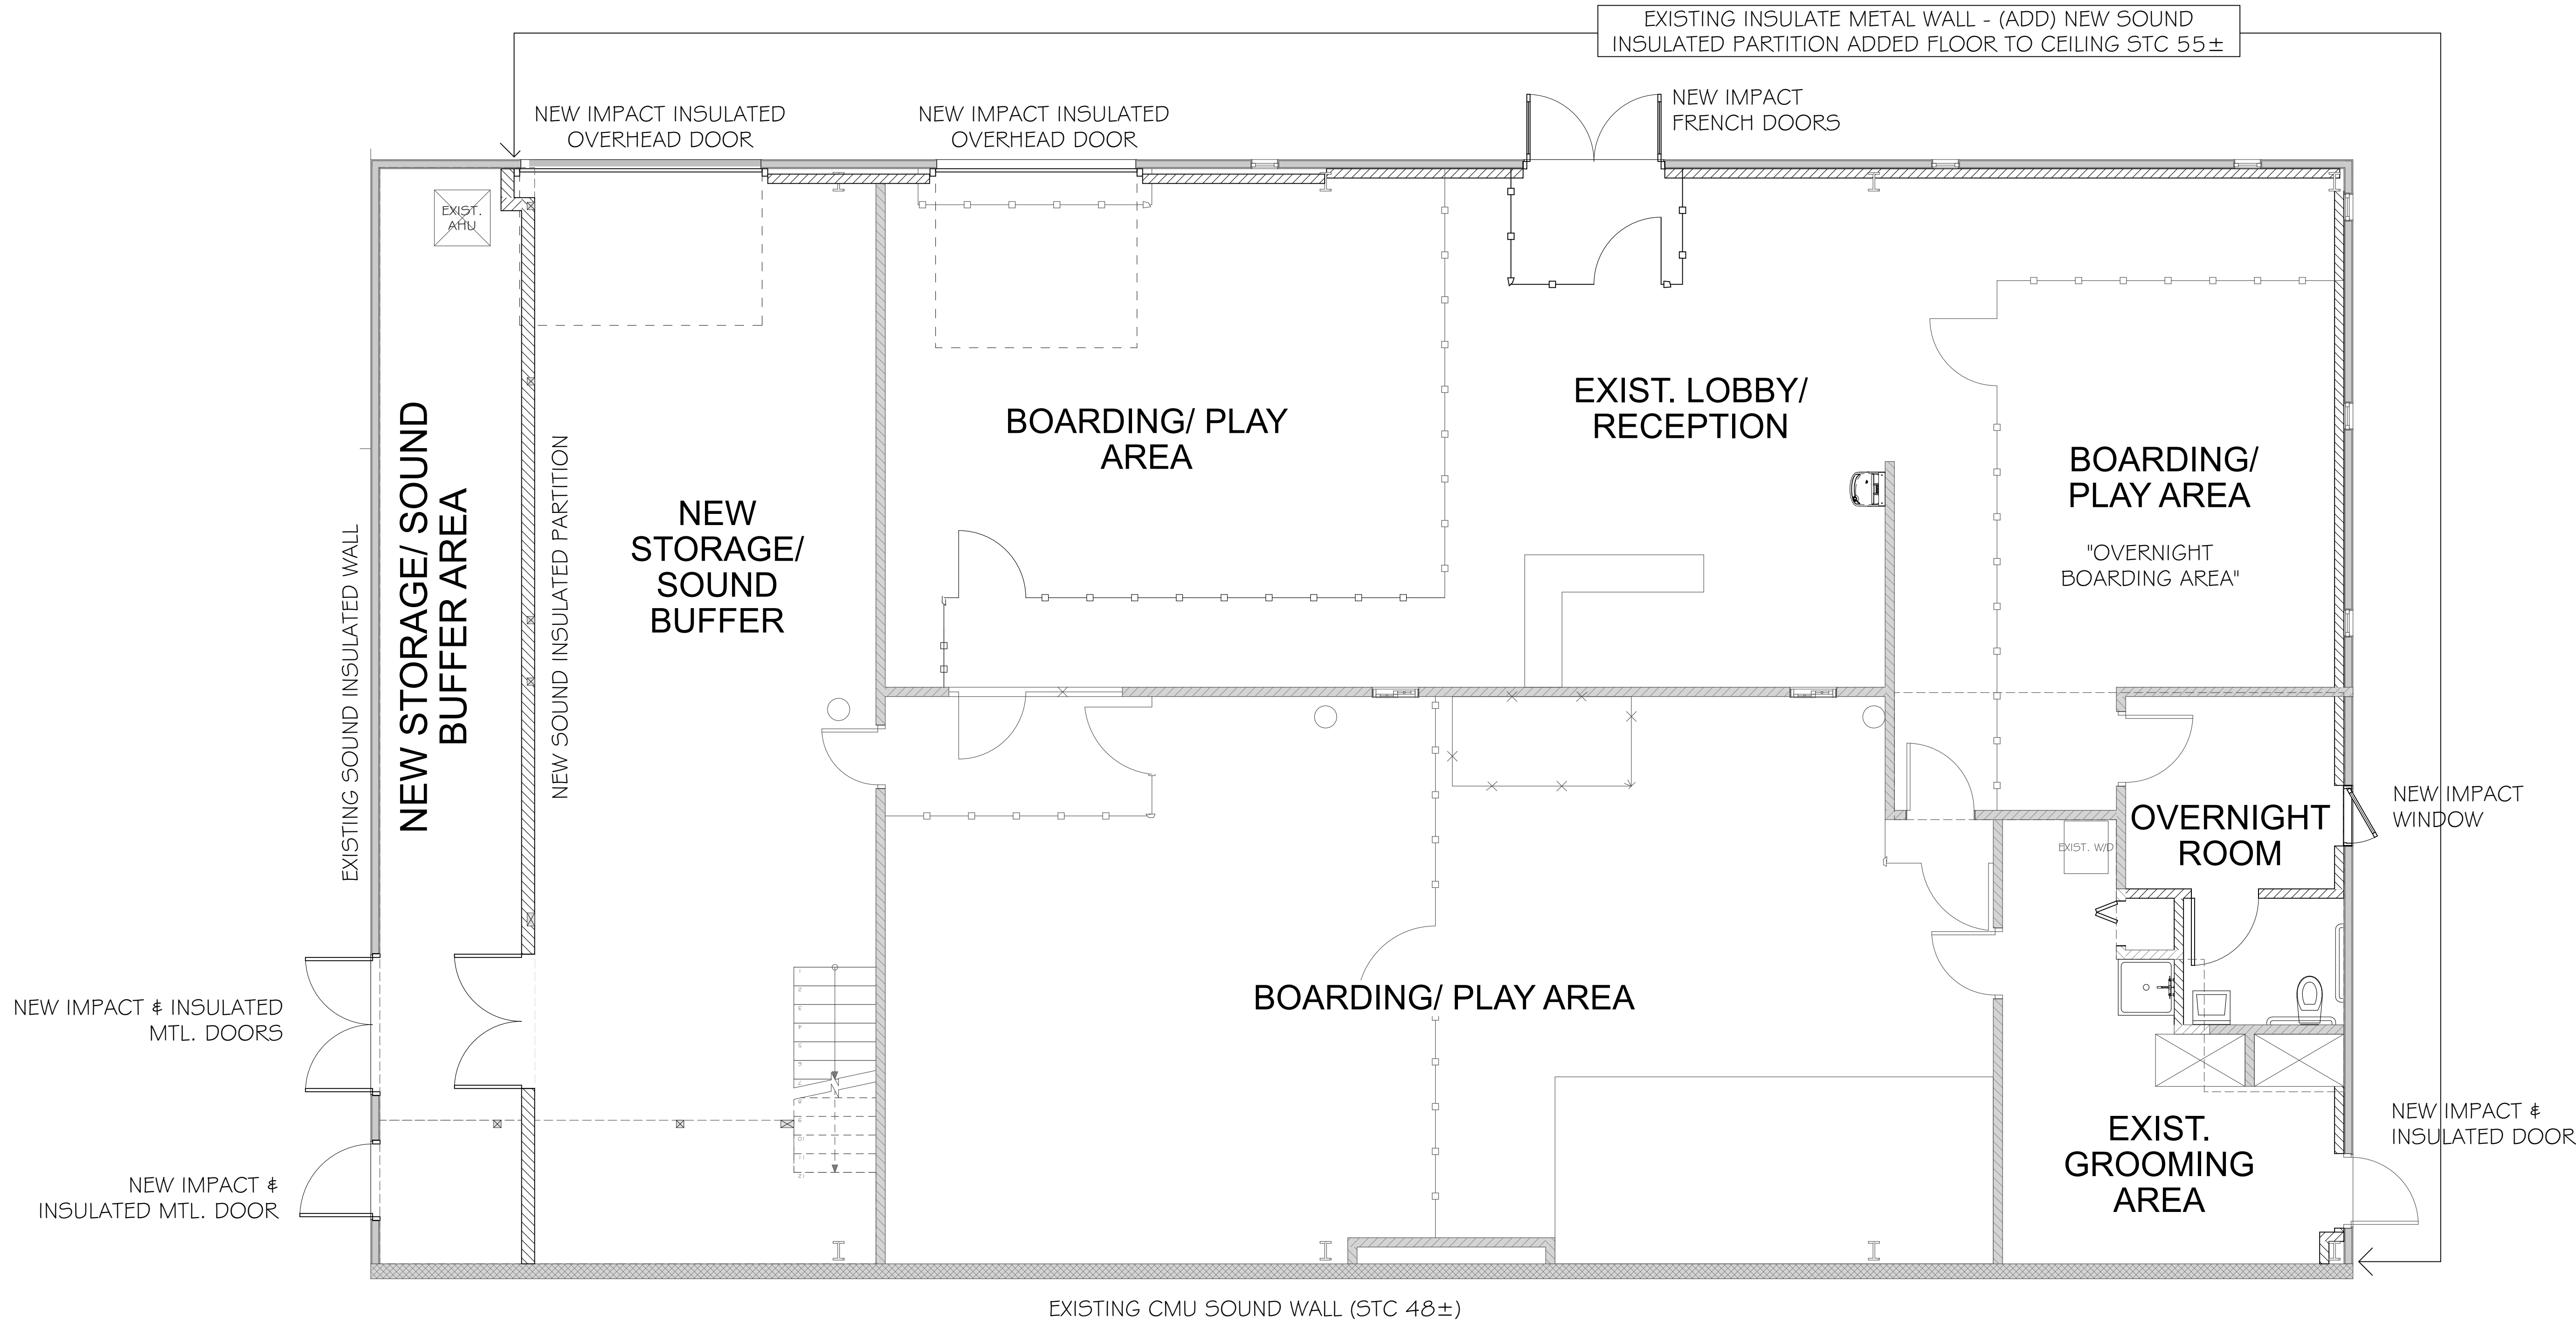 EXISTING INSULATE METAL WALL - (ADD) NEW SOUND
INSULATED PARTITION ADDED FLOOR TO CEILING STC 55±
NEW IMPACT INSULATED
OVERHEAD DOOR
NEW IMPACT INSULATED
OVERHEAD DOOR
NEW IMPACT
FRENCH DOORS
EXIST.
AHU
NEW STORAGE/ SOUND
BUFFER AREA
EXISTING SOUND INSULATED WALL
NEW SOUND INSULATED PARTITION
NEW
STORAGE/
SOUND
BUFFER
BOARDING/ PLAY
AREA
EXIST. LOBBY/
RECEPTION
BOARDING/
PLAY AREA
"OVERNIGHT
BOARDING AREA"
NEW IMPACT
WINDOW
OVERNIGHT
ROOM
EXIST. W/D
BOARDING/ PLAY AREA
NEW IMPACT & INSULATED
MTL. DOORS
NEW IMPACT &
INSULATED MTL. DOOR
EXIST.
GROOMING
AREA
NEW IMPACT &
INSULATED DOOR
EXISTING CMU SOUND WALL (STC 48±)